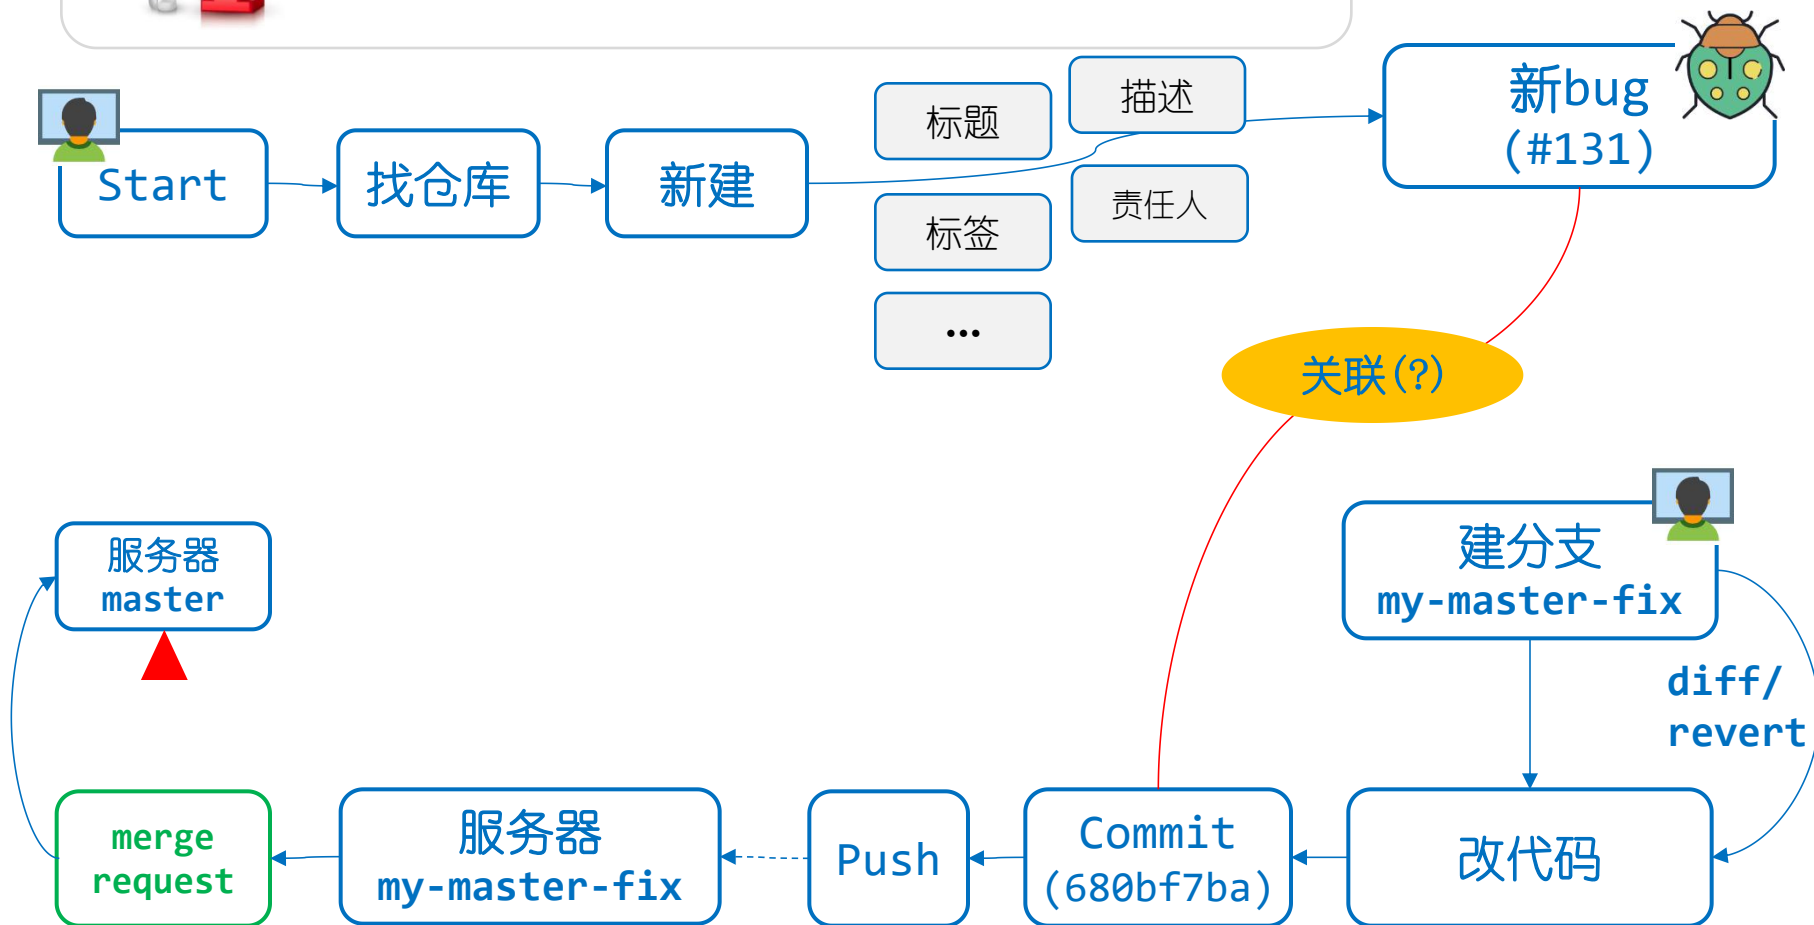 Start
找仓库
新建
标题
描述
标签
责任人
...
新bug
(#131)
关联(?)
建分支
my-master-fix
diff/
revert
改代码
Commit
(680bf7ba)
Push
服务器
my-master-fix
merge
request
服务器
master